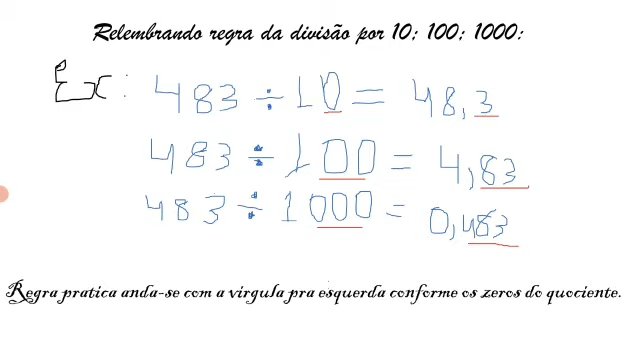 Relembrando regra da divisão por 10; 100; 1000:
Ex: 483 ÷ 10 = 48,3
483 ÷ 100 = 4,83
483 ÷ 1000 = 0,483
Regra pratica anda-se com a virgula pra esquerda conforme os zeros do quociente.